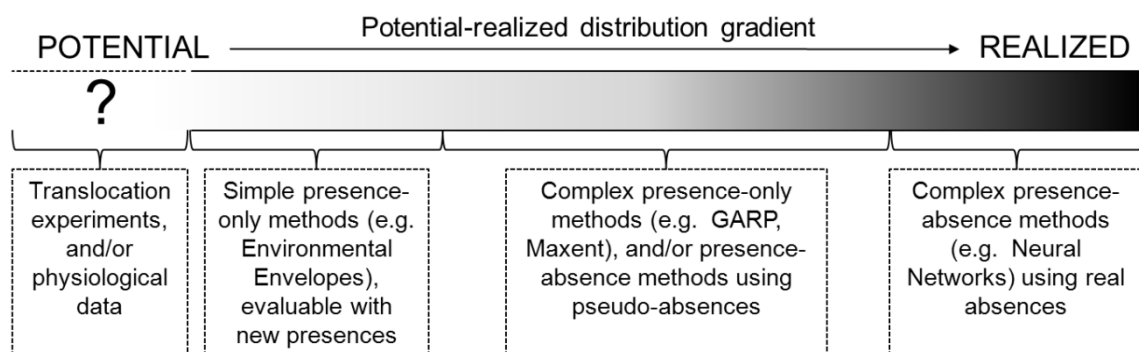 Potential-realized distribution gradient
POTENTIAL
REALIZED
?
Translocation
experiments,
and/or
physiological
data
Simple presence-
only methods (e.g.
Environmental
Envelopes),
evaluable with
new presences
Complex presence-only
methods (e.g. GARP,
Maxent), and/or presence-
absence methods using
pseudo-absences
Complex presence-
absence methods
(e.g. Neural
Networks) using real
absences